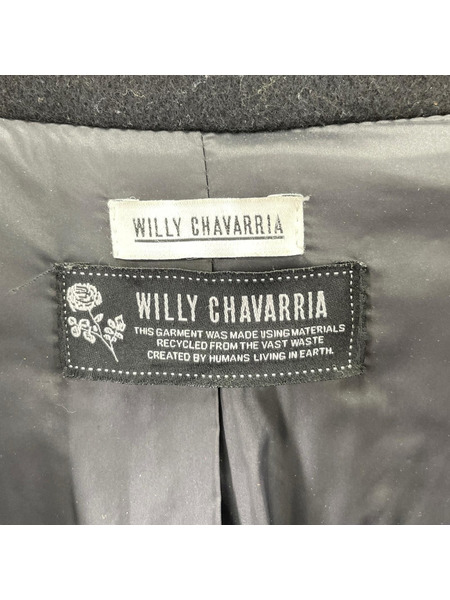 WILLY CHAVARRIA
WILLY CHAVARRIA
THIS GARMENT WAS MADE USING MATERIALS
RECYCLED FROM THE VAST WASTE
CREATED BY HUMANS LIVING IN EARTH.